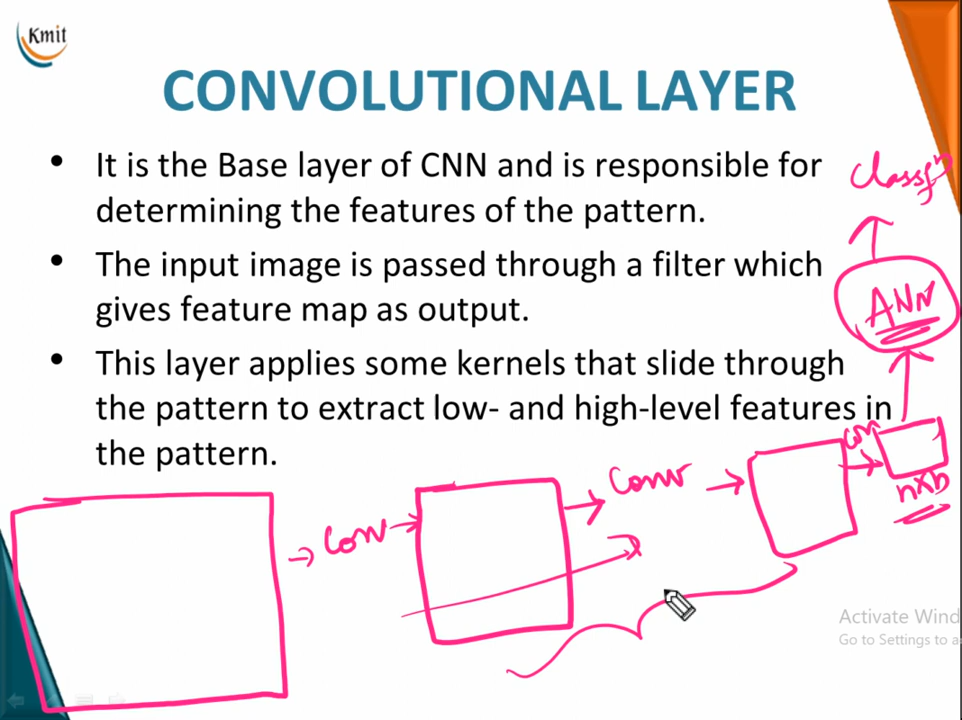 Kmit
CONVOLUTIONAL LAYER
• It is the Base layer of CNN and is responsible for
determining the features of the pattern.
• The input image is passed through a filter which
gives feature map as output.
• This layer applies some kernels that slide through
the pattern to extract low- and high-level features in
the pattern.
Classfn
ANN
Conv
Conv
con
n×n
Activate Wind
Go to Settings to a